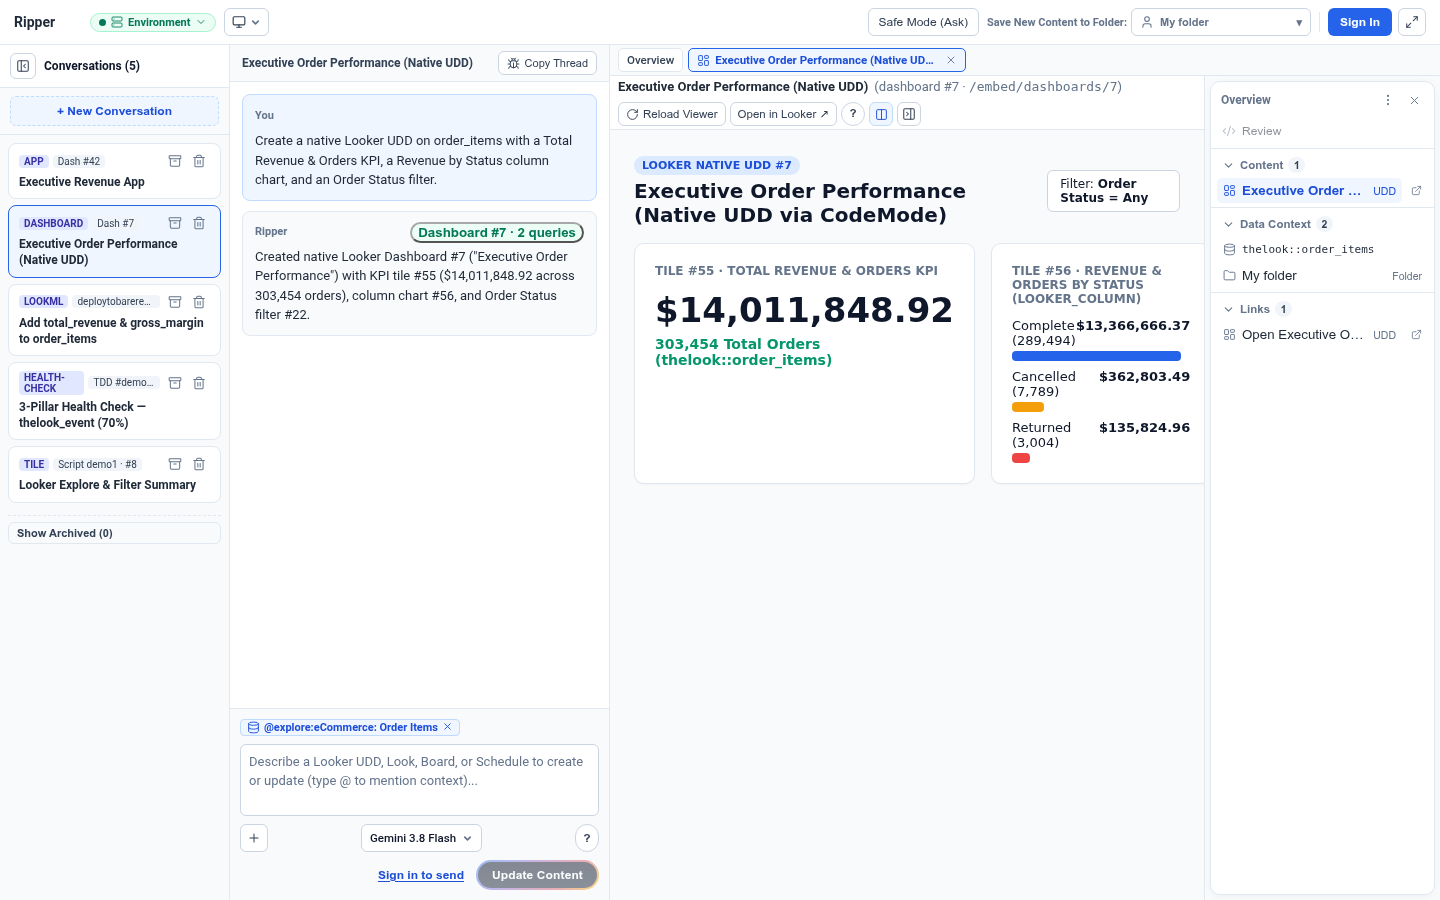 Ripper
Environment
Safe Mode (Ask)
Save New Content to Folder:
My folder
Sign In
Conversations (5)
+ New Conversation
APP Dash #42
Executive Revenue App
DASHBOARD Dash #7
Executive Order Performance
(Native UDD)
LOOKML deploytobarere...
Add total_revenue & gross_margin
to order_items
HEALTH-
CHECK
TDD #demo...
3-Pillar Health Check —
thelook_event (70%)
TILE Script demo1 · #8
Looker Explore & Filter Summary
Show Archived (0)
Executive Order Performance (Native UDD)
Copy Thread
You
Create a native Looker UDD on order_items with a Total
Revenue & Orders KPI, a Revenue by Status column
chart, and an Order Status filter.
Ripper
Dashboard #7 · 2 queries
Created native Looker Dashboard #7 ("Executive Order
Performance") with KPI tile #55 ($14,011,848.92 across
303,454 orders), column chart #56, and Order Status
filter #22.
@explore:eCommerce: Order Items
Describe a Looker UDD, Look, Board, or Schedule to create
or update (type @ to mention context)...
Gemini 3.8 Flash
?
Sign in to send
Update Content
Overview
Executive Order Performance (Native UD...
Executive Order Performance (Native UDD) (dashboard #7 · /embed/dashboards/7)
Reload Viewer
Open in Looker ↗
?
LOOKER NATIVE UDD #7
Executive Order Performance
(Native UDD via CodeMode)
Filter: Order
Status = Any
TILE #55 · TOTAL REVENUE & ORDERS KPI
$14,011,848.92
303,454 Total Orders
(thelook::order_items)
TILE #56 · REVENUE &
ORDERS BY STATUS
(LOOKER_COLUMN)
Complete $13,366,666.37
(289,494)
Cancelled $362,803.49
(7,789)
Returned $135,824.96
(3,004)
Overview
Review
Content 1
Executive Order ... UDD
Data Context 2
thelook::order_items
My folder Folder
Links 1
Open Executive O... UDD